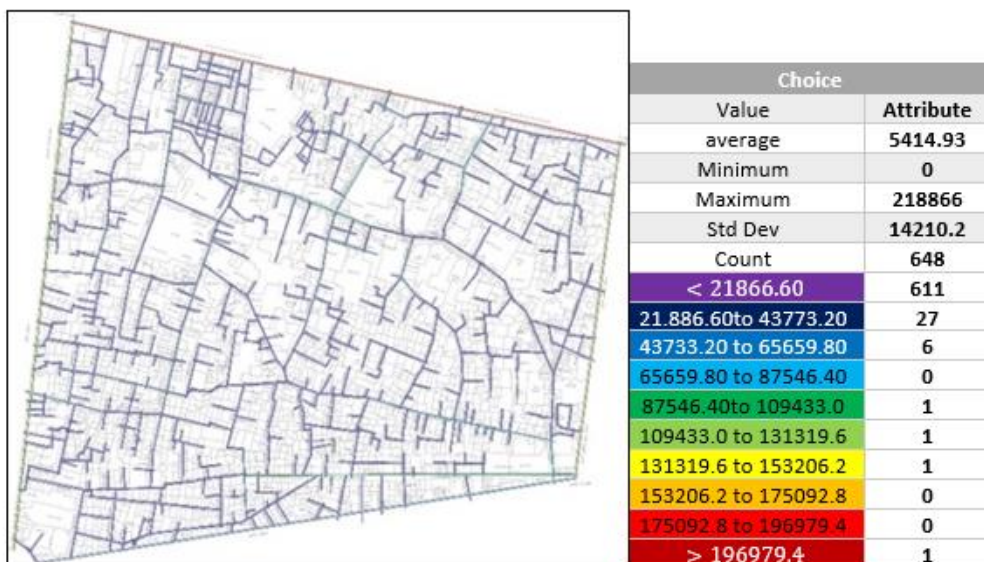 Choice
Value Attribute
average 5414.93
Minimum 0
Maximum 218866
Std Dev 14210.2
Count 648
< 21866.60 611
21.886.60to 43773.20 27
43733.20 to 65659.80 6
65659.80 to 87546.40 0
87546.40to 109433.0 1
109433.0 to 131319.6 1
131319.6 to 153206.2 1
153206.2 to 175092.8 0
175092.8 to 196979.4 0
> 196979.4 1